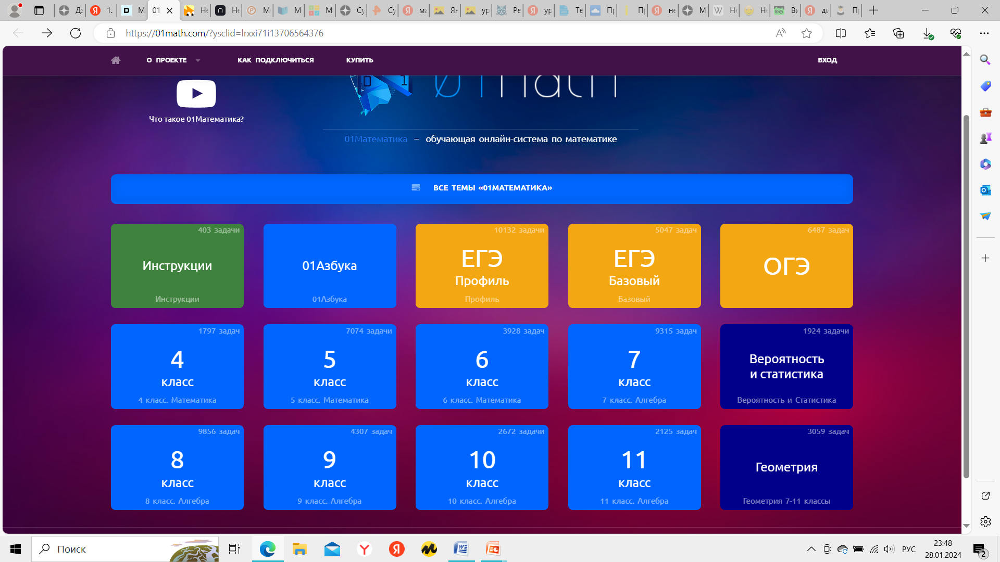 01
https://01math.com/?ysclid=lrxxi71i13706564376
О ПРОЕКТЕ
КАК ПОДКЛЮЧИТЬСЯ
КУПИТЬ
ВХОД
01math
Что такое 01Математика?
01Математика – обучающая онлайн-система по математике
ВСЕ ТЕМЫ «01МАТЕМАТИКА»
403 задачи
Инструкции
Инструкции
01Азбука
01Азбука
10132 задачи
ЕГЭ
Профиль
Профиль
5047 задач
ЕГЭ
Базовый
Базовый
6487 задач
ОГЭ
1797 задач
4
класс
4 класс. Математика
7074 задачи
5
класс
5 класс. Математика
3928 задач
6
класс
6 класс. Математика
9315 задач
7
класс
7 класс. Алгебра
1924 задачи
Вероятность
и статистика
Вероятность и Статистика
9856 задач
8
класс
8 класс. Алгебра
4307 задач
9
класс
9 класс. Алгебра
2672 задачи
10
класс
10 класс. Алгебра
2125 задач
11
класс
11 класс. Алгебра
3059 задач
Геометрия
Геометрия 7-11 классы
Поиск
РУС
23:48
28.01.2024
2